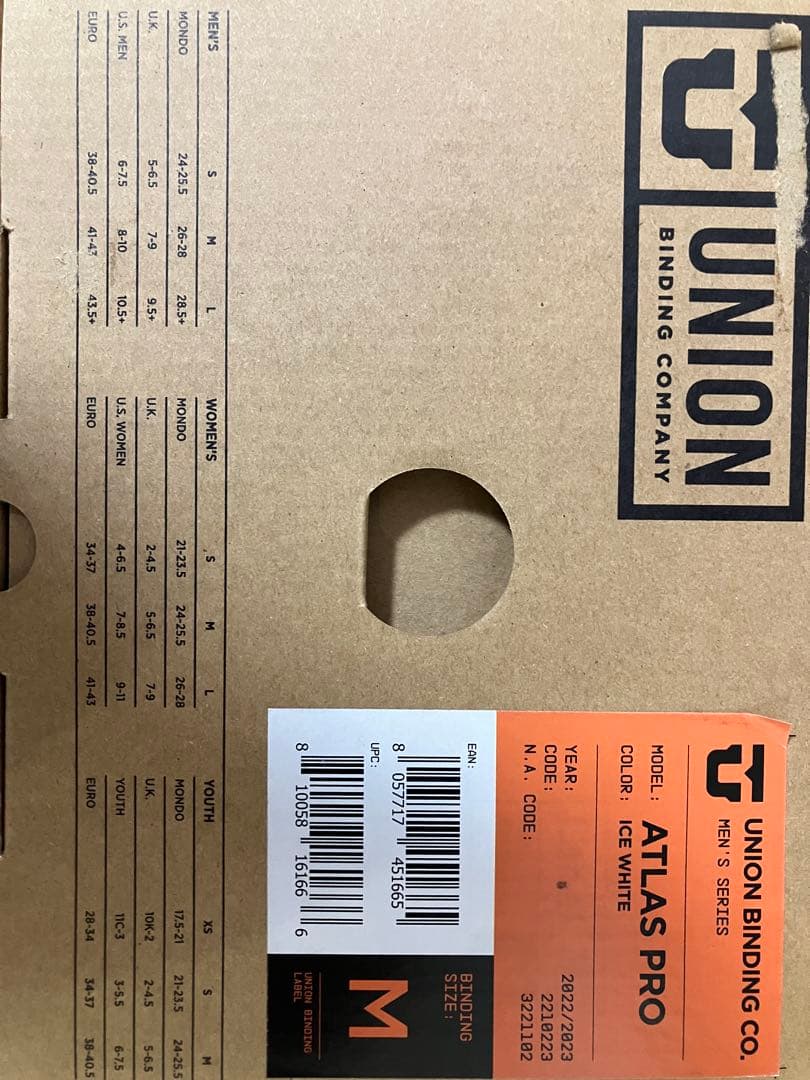 UNION
BINDING COMPANY
UNION BINDING CO.
MEN'S SERIES
MODEL: ATLAS PRO
COLOR: ICE WHITE
YEAR: 2022/2023
CODE: 2210223
N.A. CODE: 3221102
EAN:
8 057717 451665
UPC:
8 10058 16166 6
BINDING
SIZE:
M
UNION BINDING
LABEL
MEN'S S M L
MONDO 24-25.5 26-28 28.5+
U.K. 5-6.5 7-9 9.5+
U.S. MEN 6-7.5 8-10 10.5+
EURO 38-40.5 41-43 43.5+
WOMEN'S S M L
MONDO 21-23.5 24-25.5 26-28
U.K. 2-4.5 5-6.5 7-9
U.S. WOMEN 4-6.5 7-8.5 9-11
EURO 34-37 38-40.5 41-43
YOUTH XS S M
MONDO 17.5-21 21-23.5 24-25.5
U.K. 10K-2 2-4.5 5-6.5
YOUTH 11C-3 3-5.5 6-7.5
EURO 28-34 34-37 38-40.5